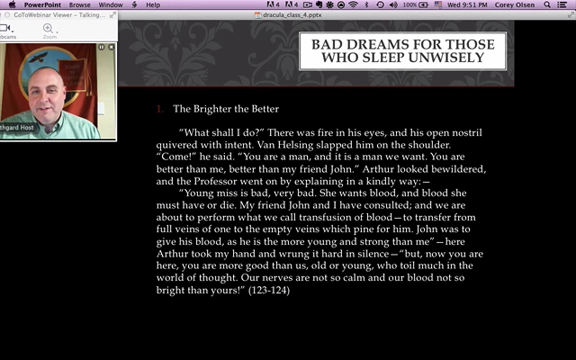 PowerPoint File Edit View Window Help
4 4 100% Wed 9:51 PM Corey Olsen
GoToWebinar Viewer – Talking...
dracula_class_4.pptx
Zoom
thgard Host
BAD DREAMS FOR THOSE
WHO SLEEP UNWISELY
1. The Brighter the Better
“What shall I do?” There was fire in his eyes, and his open nostril
quivered with intent. Van Helsing slapped him on the shoulder.
“Come!” he said. “You are a man, and it is a man we want. You are
better than me, better than my friend John.” Arthur looked bewildered,
and the Professor went on by explaining in a kindly way:—
“Young miss is bad, very bad. She wants blood, and blood she
must have or die. My friend John and I have consulted; and we are
about to perform what we call transfusion of blood—to transfer from
full veins of one to the empty veins which pine for him. John was to
give his blood, as he is the more young and strong than me”—here
Arthur took my hand and wrung it hard in silence—“but, now you are
here, you are more good than us, old or young, who toil much in the
world of thought. Our nerves are not so calm and our blood not so
bright than yours!” (123-124)